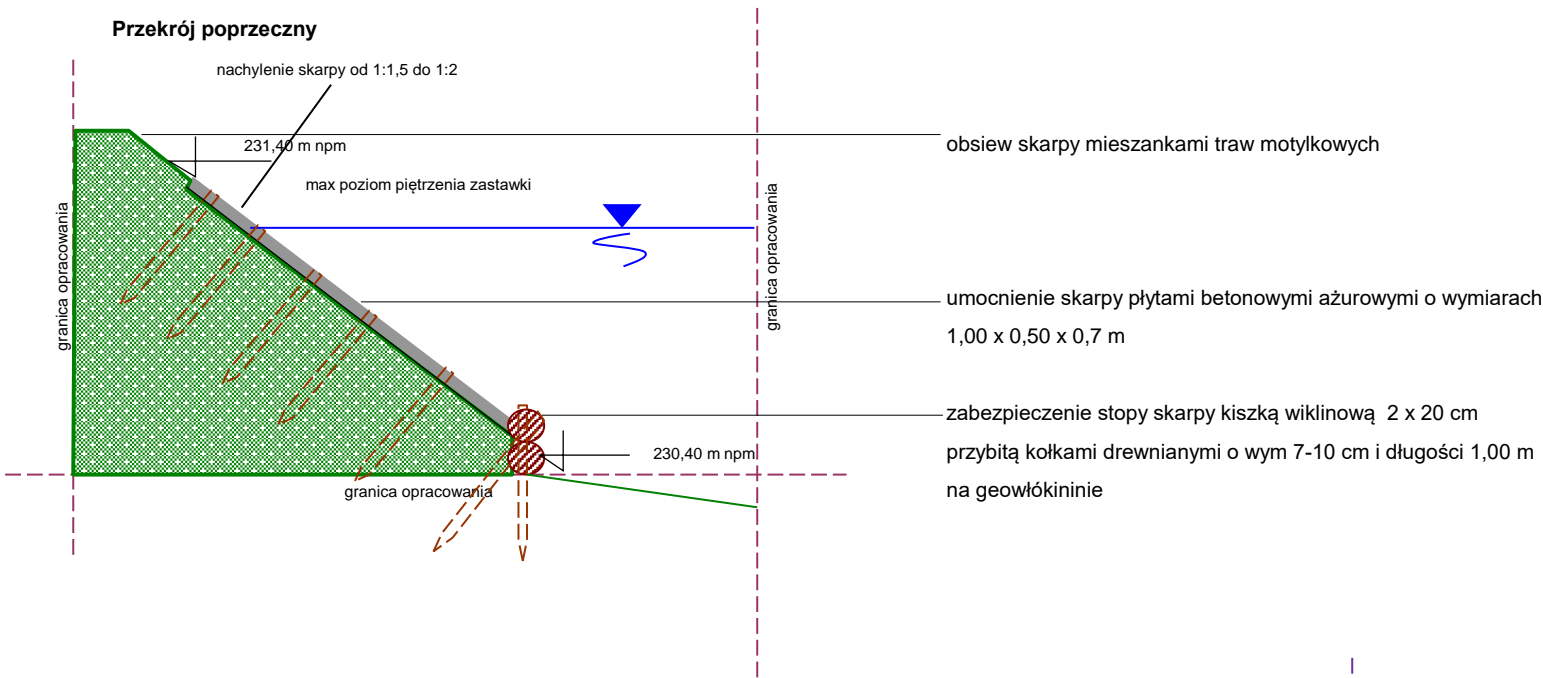 Przekrój poprzeczny
nachylenie skarpy od 1:1,5 do 1:2
231,40 m npm
max poziom piętrzenia zastawki
granica opracowania
granica opracowania
obsiew skarpy mieszankami traw motylkowych
umocnienie skarpy płytami betonowymi ażurowymi o wymiarach
1,00 x 0,50 x 0,7 m
zabezpieczenie stopy skarpy kiszką wiklinową 2 x 20 cm
przybitą kołkami drewnianymi o wym 7-10 cm i długości 1,00 m
na geowłókininie
230,40 m npm
granica opracowania